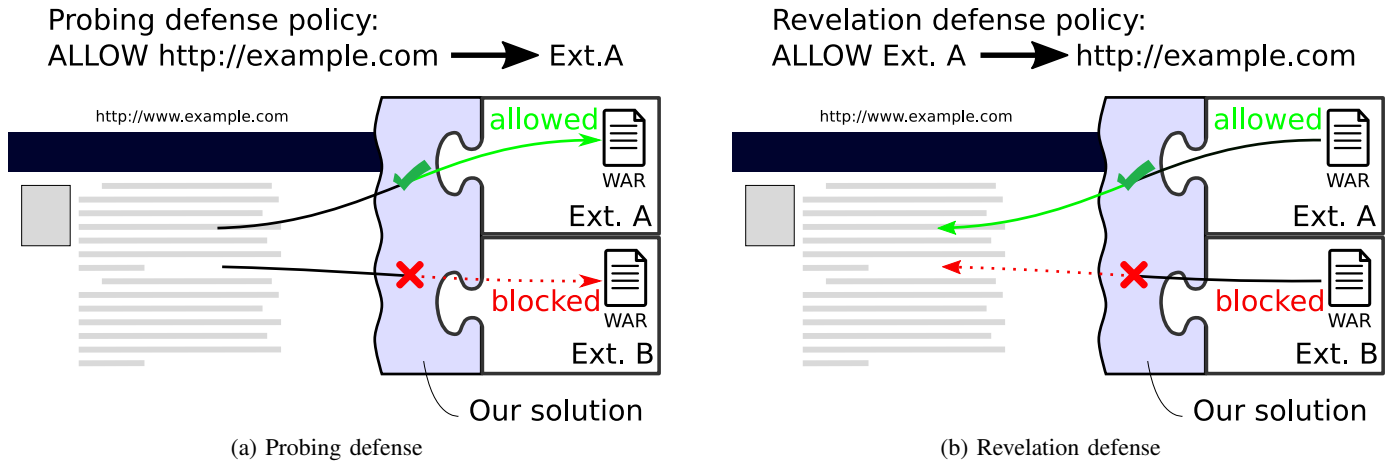 Probing defense policy:
ALLOW http://example.com Ext.A
http://www.example.com
allowed
WAR
Ext. A
blocked
WAR
Ext. B
Our solution
(a) Probing defense
Revelation defense policy:
ALLOW Ext. A http://example.com
http://www.example.com
allowed
WAR
Ext. A
blocked
WAR
Ext. B
Our solution
(b) Revelation defense